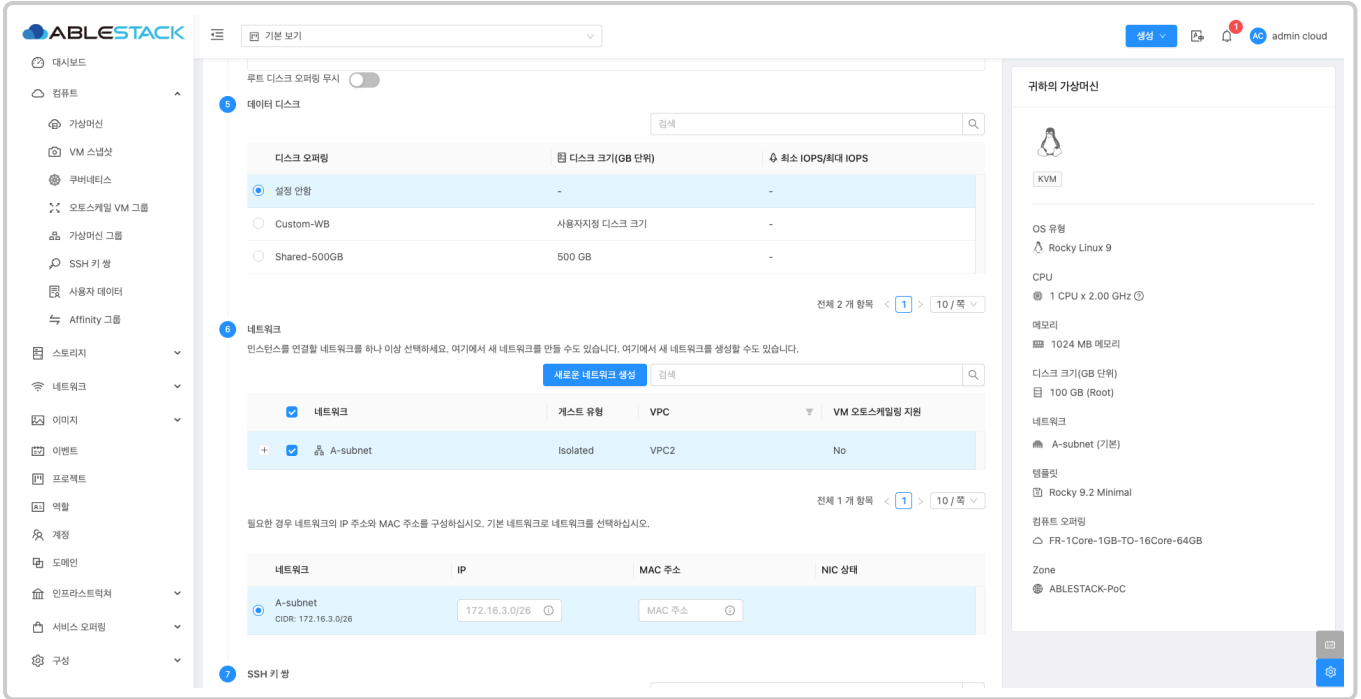 ABLESTACK
기본 보기
생성
1
AC admin cloud
대시보드
컴퓨트
가상머신
VM 스냅샷
쿠버네티스
오토스케일 VM 그룹
가상머신 그룹
SSH 키 쌍
사용자 데이터
Affinity 그룹
스토리지
네트워크
이미지
이벤트
프로젝트
역할
계정
도메인
인프라스트럭쳐
서비스 오퍼링
구성
루트 디스크 오퍼링 무시
5 데이터 디스크
검색
디스크 오퍼링 디스크 크기(GB 단위) 최소 IOPS/최대 IOPS
설정 안함 - -
Custom-WB 사용자지정 디스크 크기 -
Shared-500GB 500 GB -
전체 2 개 항목 < 1 > 10 / 쪽
6 네트워크
인스턴스를 연결할 네트워크를 하나 이상 선택하세요. 여기에서 새 네트워크를 만들 수도 있습니다. 여기에서 새 네트워크를 생성할 수도 있습니다.
새로운 네트워크 생성 검색
네트워크 게스트 유형 VPC VM 오토스케일링 지원
+ A-subnet Isolated VPC2 No
전체 1 개 항목 < 1 > 10 / 쪽
필요한 경우 네트워크의 IP 주소와 MAC 주소를 구성하십시오. 기본 네트워크로 네트워크를 선택하십시오.
네트워크 IP MAC 주소 NIC 상태
A-subnet
CIDR: 172.16.3.0/26
172.16.3.0/26 MAC 주소
7 SSH 키 쌍
귀하의 가상머신
KVM
OS 유형
Rocky Linux 9
CPU
1 CPU x 2.00 GHz
메모리
1024 MB 메모리
디스크 크기(GB 단위)
100 GB (Root)
네트워크
A-subnet (기본)
템플릿
Rocky 9.2 Minimal
컴퓨트 오퍼링
FR-1Core-1GB-TO-16Core-64GB
Zone
ABLESTACK-PoC